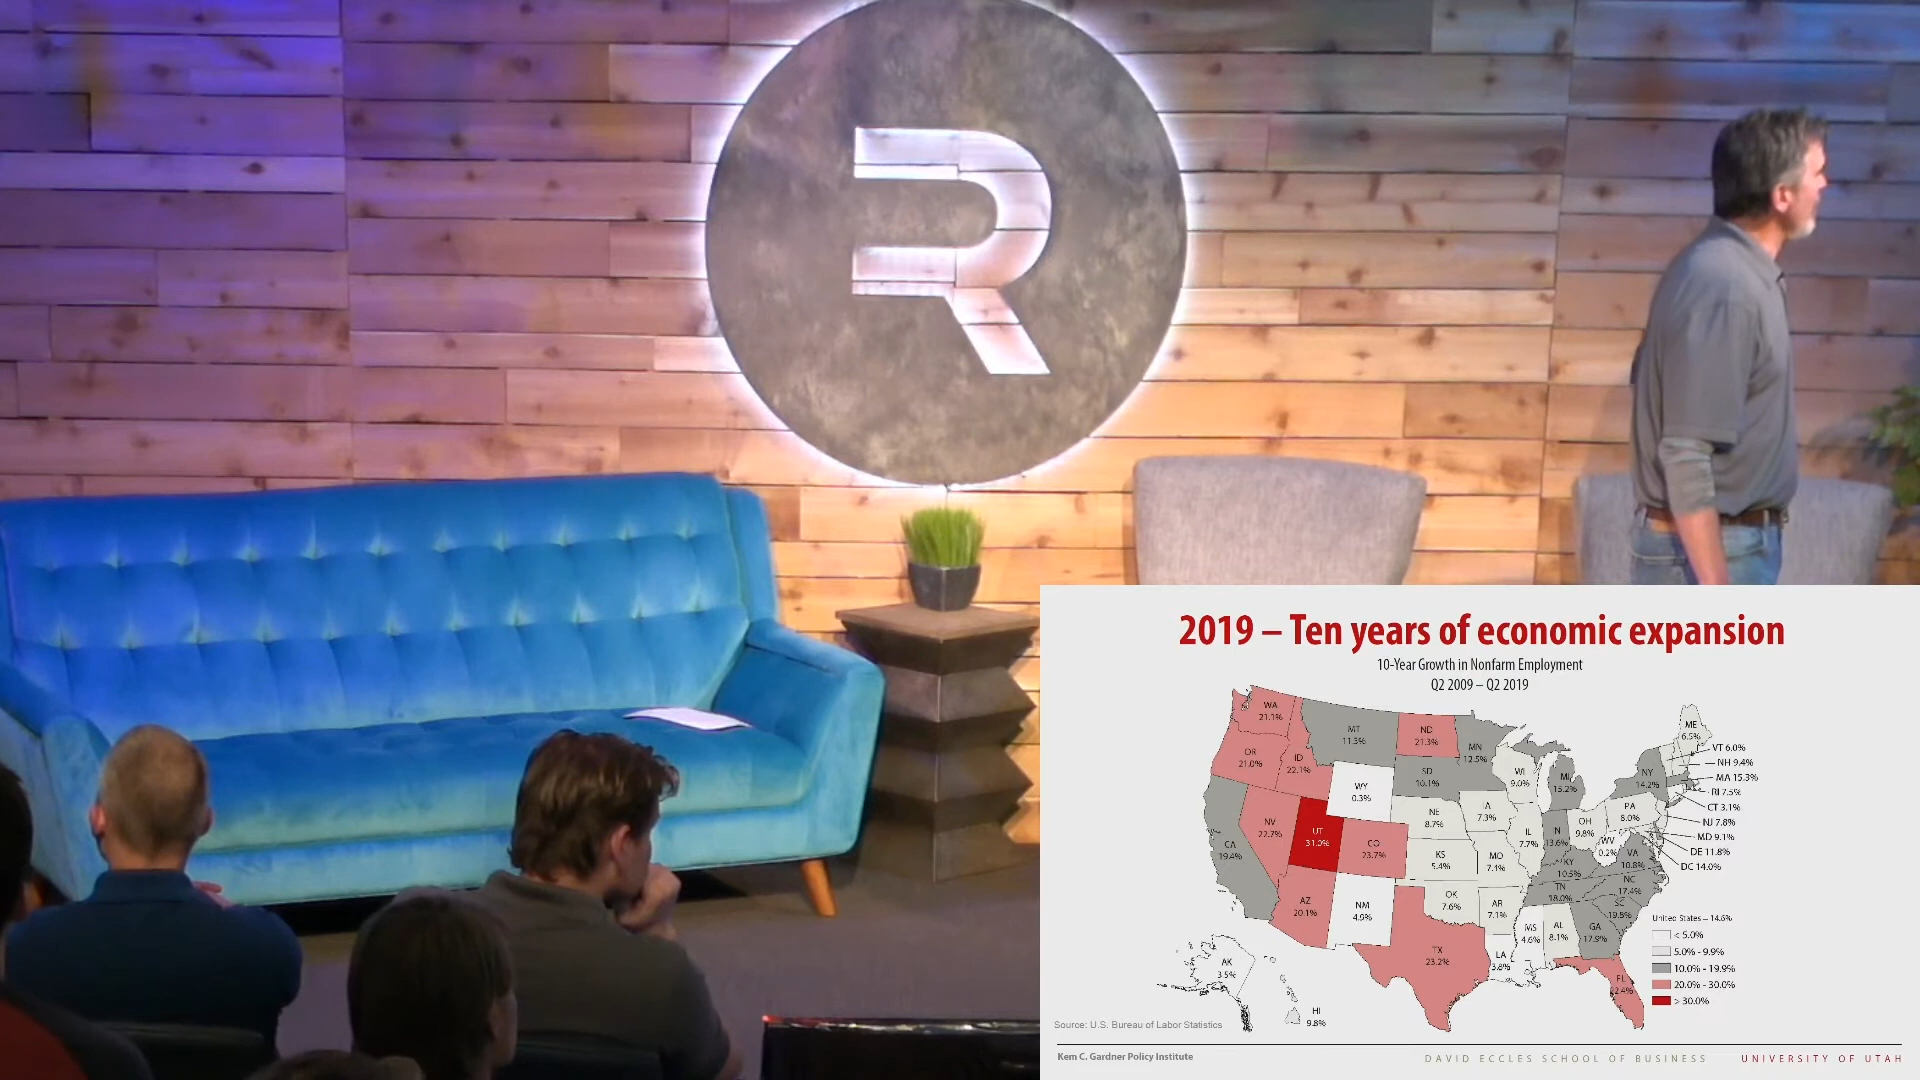 R
2019 – Ten years of economic expansion
10-Year Growth in Nonfarm Employment
Q2 2009 – Q2 2019
WA
21.1%
OR
21.0%
ID
22.1%
MT
11.3%
ND
21.3%
MN
12.5%
SD
10.1%
WY
0.3%
WI
9.0%
MI
15.2%
NY
14.2%
ME
6.5%
VT 6.0%
NH 9.4%
MA 15.3%
RI 7.5%
CT 3.1%
NJ 7.8%
MD 9.1%
DE 11.8%
DC 14.0%
PA
8.0%
NE
8.7%
IA
7.3%
IL
7.7%
13.6%
OH
9.8%
WV
0.2%
VA
10.8%
KY
10.5%
NV
22.7%
UT
31.0%
CO
23.7%
CA
19.4%
KS
5.4%
MO
7.4%
TN
18.0%
NC
17.4%
SC
19.8%
AZ
20.1%
NM
4.9%
OK
7.6%
AR
7.1%
MS
4.6%
AL
8.1%
GA
17.9%
TX
23.2%
LA
3.8%
FL
22.4%
AK
3.5%
HI
9.8%
United States – 14.6%
< 5.0%
5.0% - 9.9%
10.0% - 19.9%
20.0% - 30.0%
> 30.0%
Source: U.S. Bureau of Labor Statistics
Kem C. Gardner Policy Institute
DAVID ECCLES SCHOOL OF BUSINESS
UNIVERSITY OF UTAH